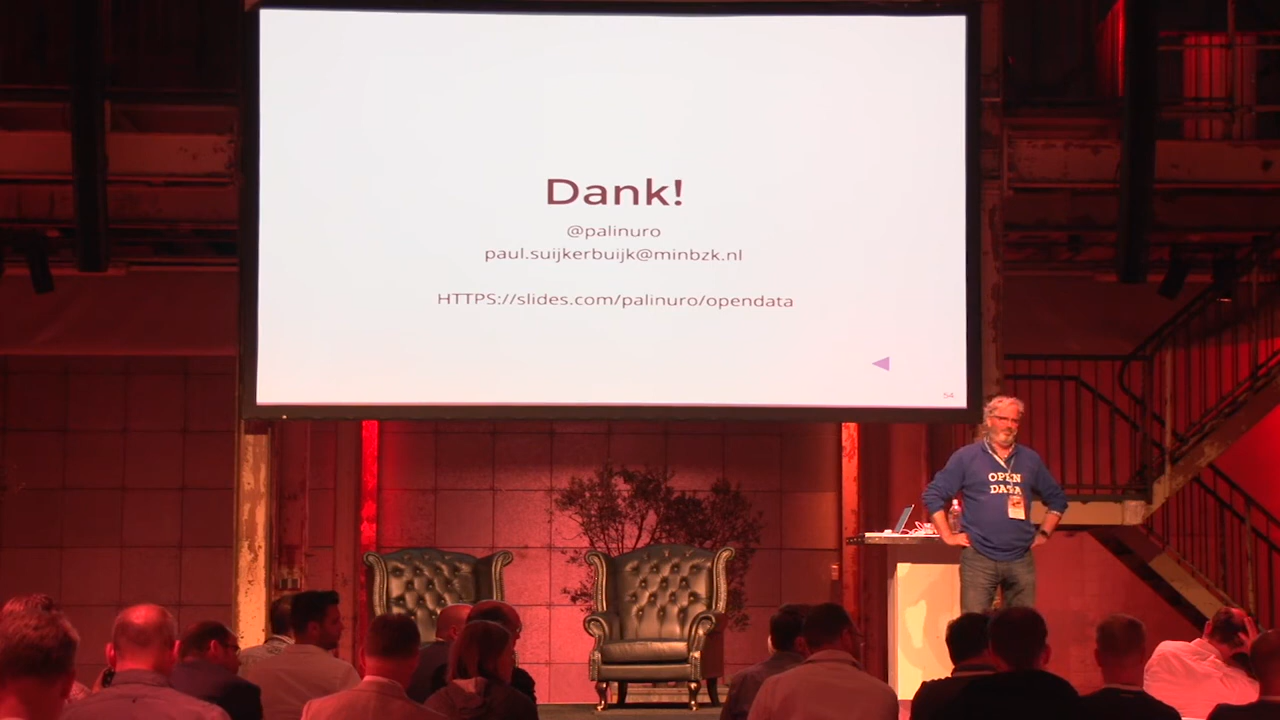 Dank!
@palinuro
paul.suijkerbuijk@minbzk.nl
HTTPS://slides.com/palinuro/opendata
54
OPEN
DATA